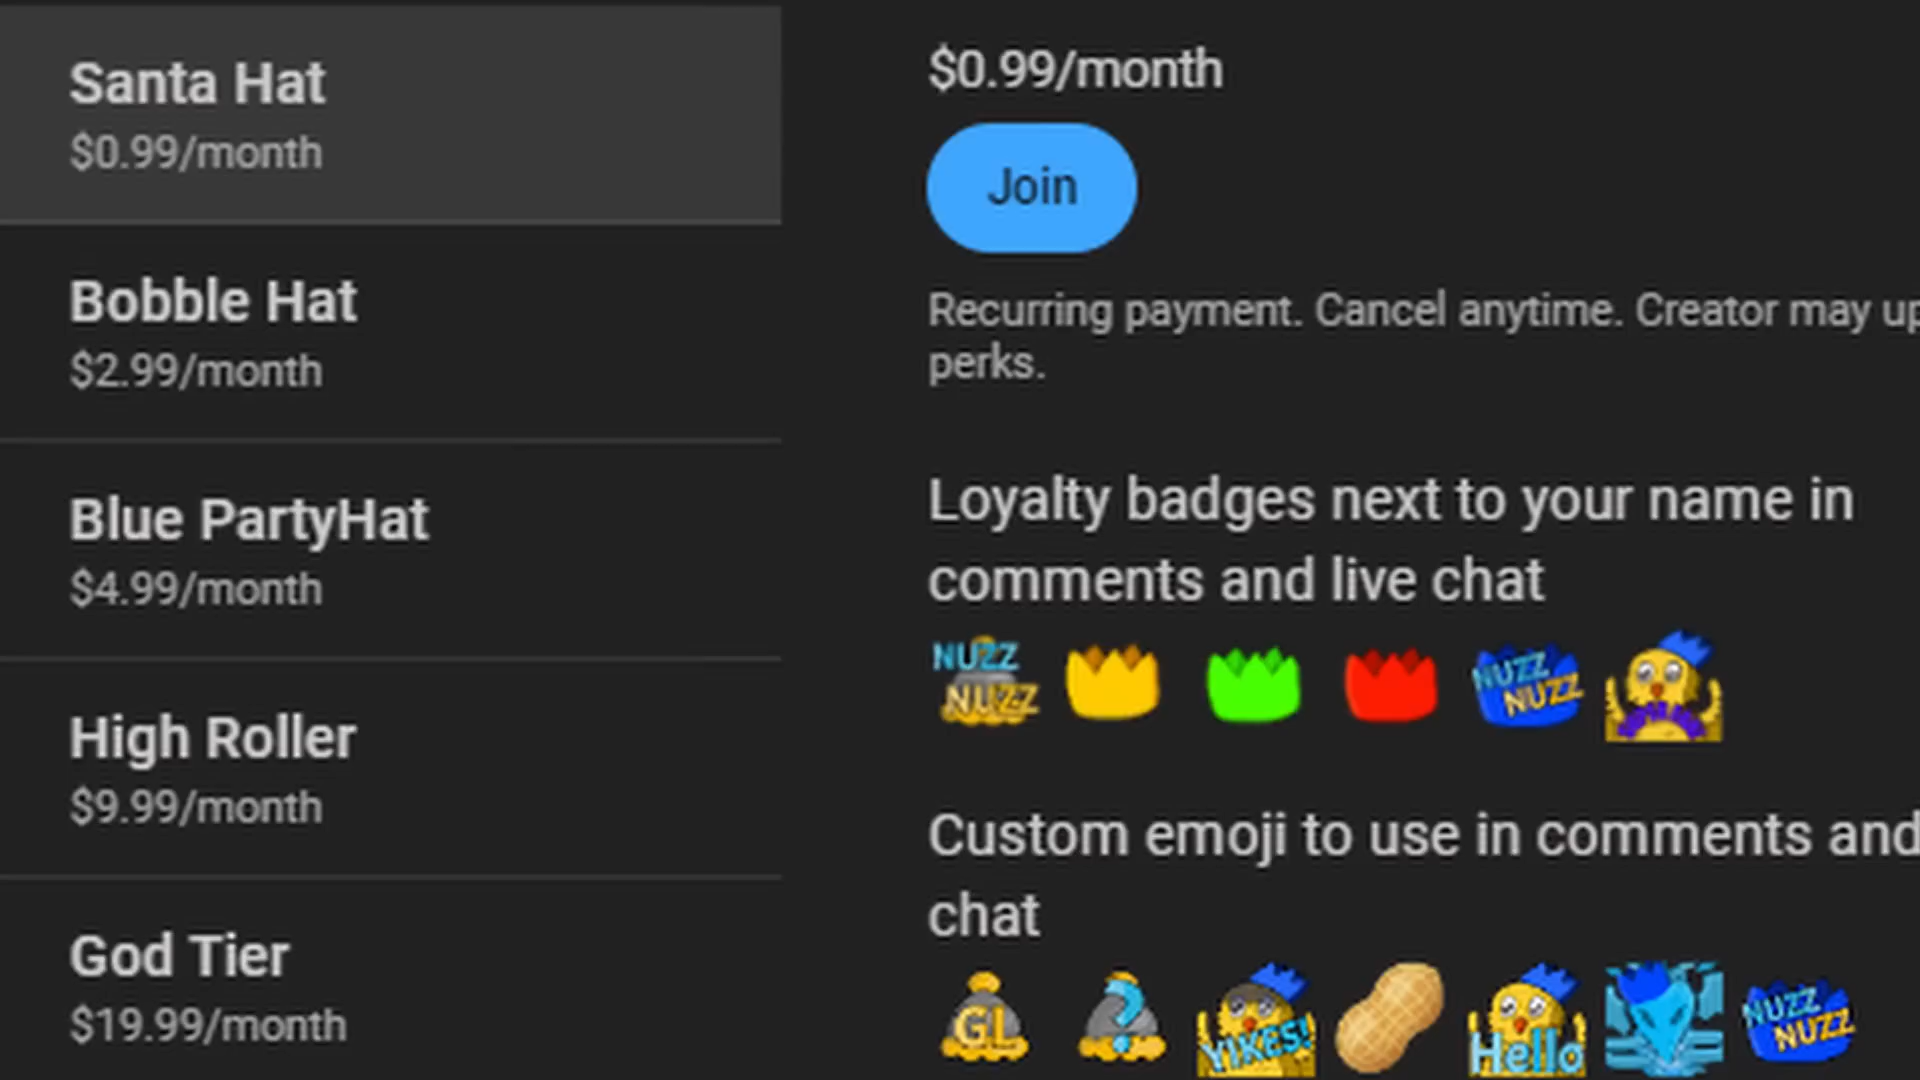 Santa Hat
$0.99/month
Bobble Hat
$2.99/month
Blue PartyHat
$4.99/month
High Roller
$9.99/month
God Tier
$19.99/month
$0.99/month
Join
Recurring payment. Cancel anytime. Creator may up
perks.
Loyalty badges next to your name in
comments and live chat
NUZZ
NUZZ
NUZZ
NUZZ
Custom emoji to use in comments and
chat
GL
?
YIKES!
Hello
NUZZ
NUZZ